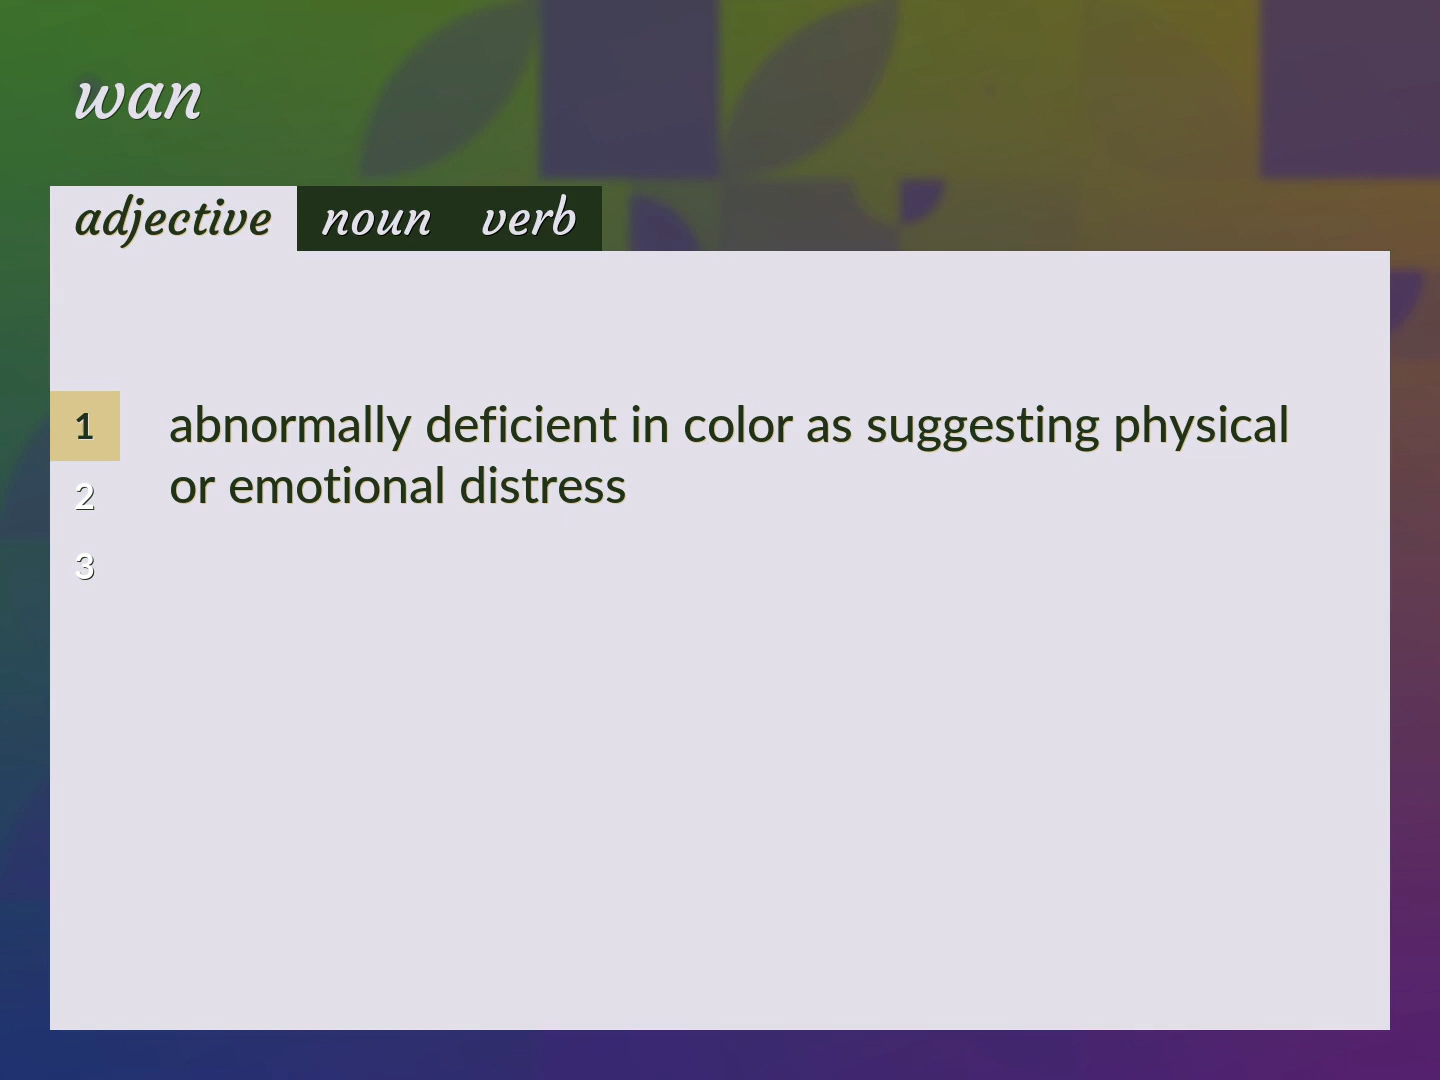 wan
adjective noun verb
1 abnormally deficient in color as suggesting physical
or emotional distress
2
3